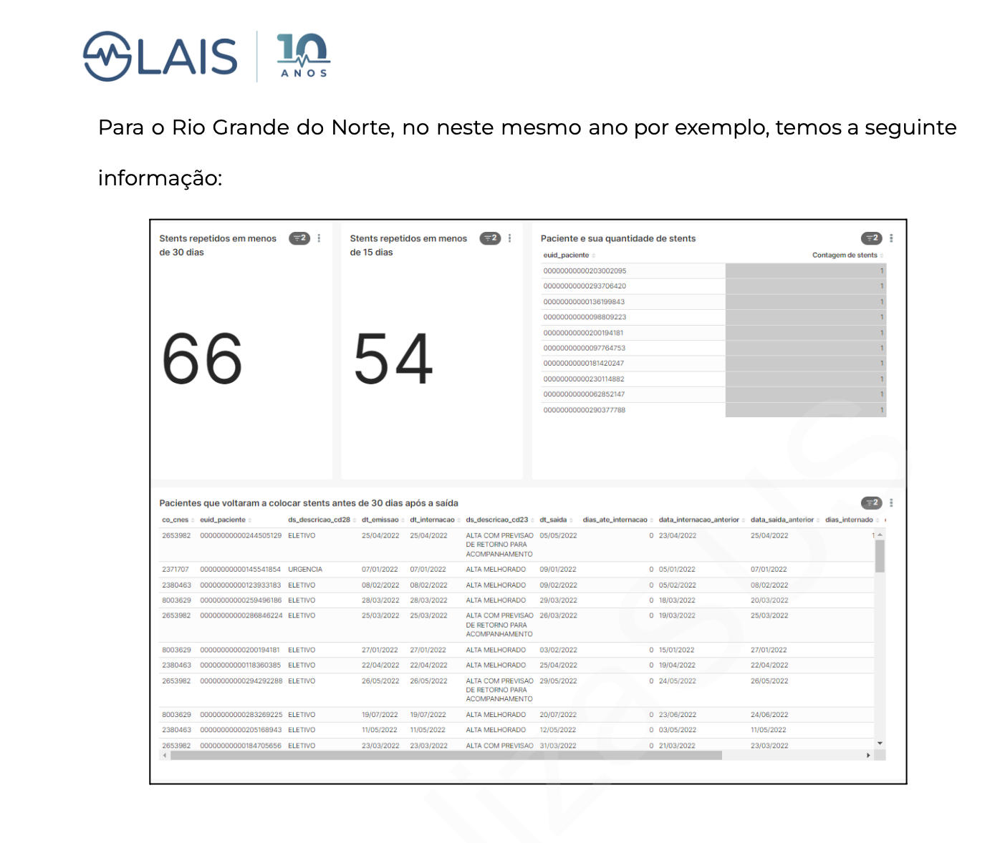 LAIS
10
ANOS
Para o Rio Grande do Norte, no neste mesmo ano por exemplo, temos a seguinte
informação:
Stents repetidos em menos
de 30 dias
2
66
Stents repetidos em menos
de 15 dias
2
54
Paciente e sua quantidade de stents
2
euid_paciente Contagem de stents
00000000000203002095 1
00000000000293706420 1
00000000000136199843 1
00000000000098809223 1
00000000000200194181 1
00000000000097764753 1
00000000000181420247 1
00000000000230114882 1
00000000000062852147 1
00000000000290377788 1
Pacientes que voltaram a colocar stents antes de 30 dias após a saída
2
co_cnes euid_paciente ds_descricao_cd28 dt_emissao dt_internacao ds_descricao_cd23 dt_saida dias_ate_internacao data_internacao_anterior data_saida_anterior dias_internado
2653982 00000000000244505129 ELETIVO 25/04/2022 25/04/2022 ALTA COM PREVISAO 05/05/2022 0 23/04/2022 25/04/2022 1
DE RETORNO PARA
ACOMPANHAMENTO
2371707 00000000000145541854 URGENCIA 07/01/2022 07/01/2022 ALTA MELHORADO 09/01/2022 0 05/01/2022 07/01/2022
2380463 00000000000123933183 ELETIVO 08/02/2022 08/02/2022 ALTA MELHORADO 09/02/2022 0 05/02/2022 08/02/2022
8003629 00000000000259496186 ELETIVO 28/03/2022 28/03/2022 ALTA MELHORADO 29/03/2022 0 18/03/2022 20/03/2022
2653982 00000000000286846224 ELETIVO 25/03/2022 25/03/2022 ALTA COM PREVISAO 26/03/2022 0 19/03/2022 25/03/2022
DE RETORNO PARA
ACOMPANHAMENTO
8003629 00000000000200194181 ELETIVO 27/01/2022 27/01/2022 ALTA MELHORADO 03/02/2022 0 15/01/2022 27/01/2022
2380463 00000000000118360385 ELETIVO 22/04/2022 22/04/2022 ALTA MELHORADO 25/04/2022 0 19/04/2022 22/04/2022
2653982 00000000000294292288 ELETIVO 26/05/2022 26/05/2022 ALTA COM PREVISAO 29/05/2022 0 24/05/2022 26/05/2022
DE RETORNO PARA
ACOMPANHAMENTO
8003629 00000000000283269225 ELETIVO 19/07/2022 19/07/2022 ALTA MELHORADO 20/07/2022 0 23/06/2022 24/06/2022
2380463 00000000000205168943 ELETIVO 11/05/2022 11/05/2022 ALTA MELHORADO 12/05/2022 0 03/05/2022 11/05/2022
2653982 00000000000184705656 ELETIVO 23/03/2022 23/03/2022 ALTA COM PREVISAO 31/03/2022 0 21/03/2022 23/03/2022